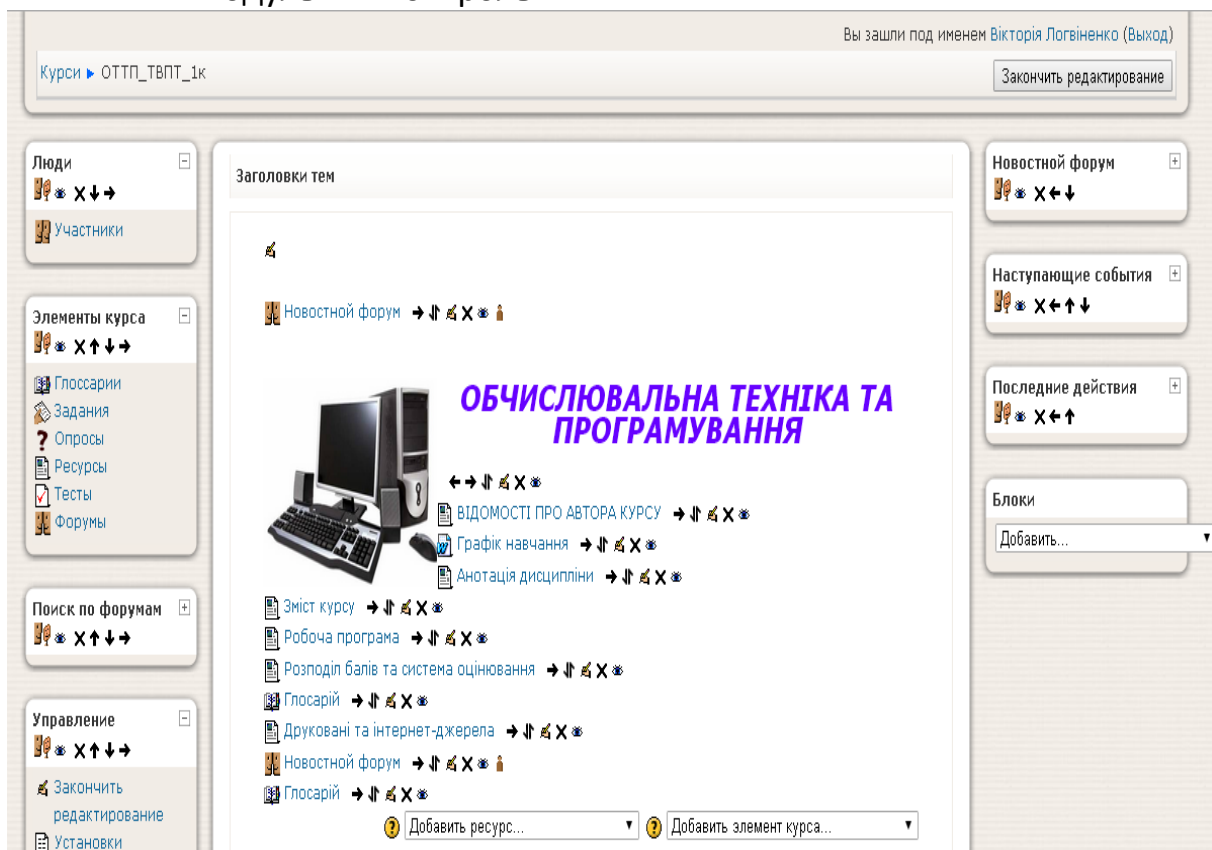 Вы зашли под именем Вікторія Логвіненко (Выход)
Курси ► ОТТП_ТВПТ_1к
Закончить редактирование
Люди
Участники
Элементы курса
Глоссарии
Задания
Опросы
Ресурсы
Тесты
Форумы
Поиск по форумам
Управление
Закончить
редактирование
Установки
Заголовки тем
Новостной форум
ОБЧИСЛЮВАЛЬНА ТЕХНІКА ТА
ПРОГРАМУВАННЯ
ВІДОМОСТІ ПРО АВТОРА КУРСУ
Графік навчання
Анотація дисципліни
Зміст курсу
Робоча програма
Розподіл балів та система оцінювання
Глосарій
Друковані та інтернет-джерела
Новостной форум
Глосарій
Добавить ресурс...
Добавить элемент курса...
Новостной форум
Наступающие события
Последние действия
Блоки
Добавить...